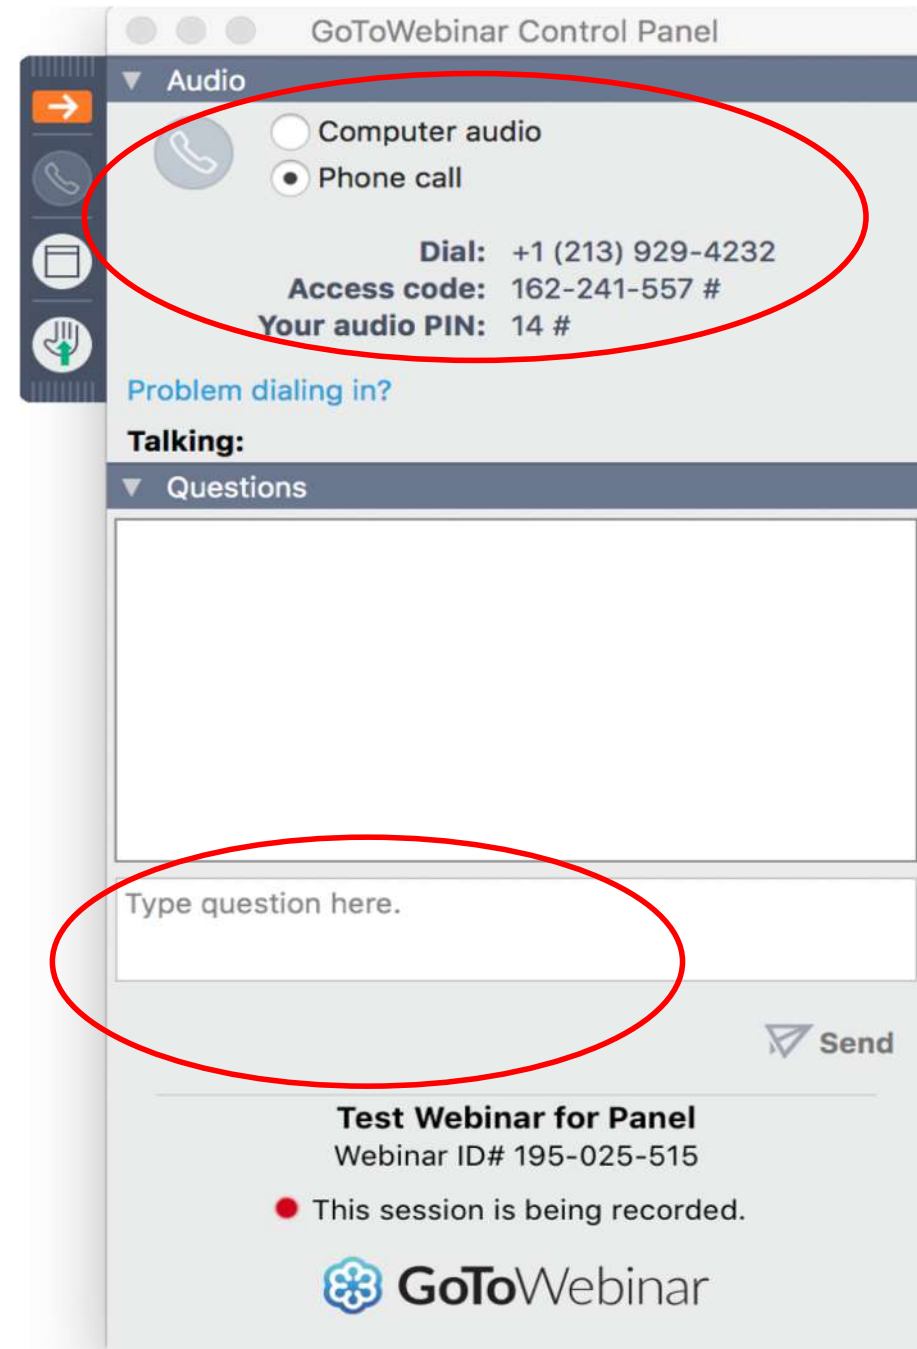 GoToWebinar Control Panel
Audio
Computer audio
Phone call
Dial: +1 (213) 929-4232
Access code: 162-241-557 #
Your audio PIN: 14 #
Problem dialing in?
Talking:
Questions
Type question here.
Send
Test Webinar for Panel
Webinar ID# 195-025-515
This session is being recorded.
GoToWebinar